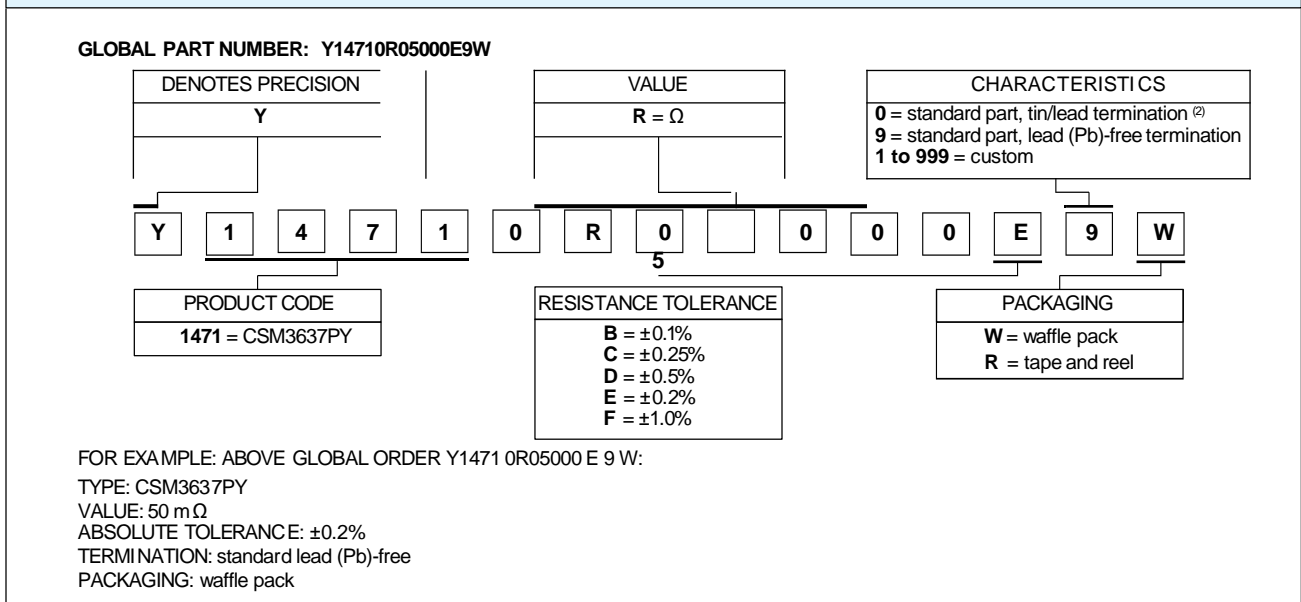 GLOBAL PART NUMBER: Y14710R05000E9W
DENOTES PRECISION
Y
VALUE
R = Ω
CHARACTERISTICS
0 = standard part, tin/lead termination (2)
9 = standard part, lead (Pb)-free termination
1 to 999 = custom
Y 1 4 7 1 0 R 0 0 0 0 E 9 W
5
PRODUCT CODE
1471 = CSM3637PY
RESISTANCE TOLERANCE
B = ±0.1%
C = ±0.25%
D = ±0.5%
E = ±0.2%
F = ±1.0%
PACKAGING
W = waffle pack
R = tape and reel
FOR EXAMPLE: ABOVE GLOBAL ORDER Y1471 0R05000 E 9 W:
TYPE: CSM3637PY
VALUE: 50 mΩ
ABSOLUTE TOLERANCE: ±0.2%
TERMINATION: standard lead (Pb)-free
PACKAGING: waffle pack